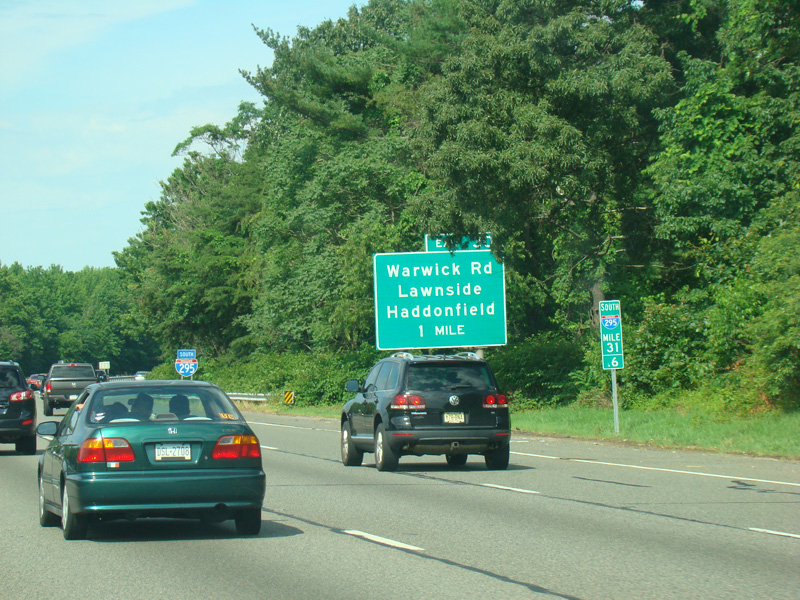 Warwick Rd
Lawnside
Haddonfield
1 MILE
SOUTH
295
MILE
31
.6
SOUTH
295